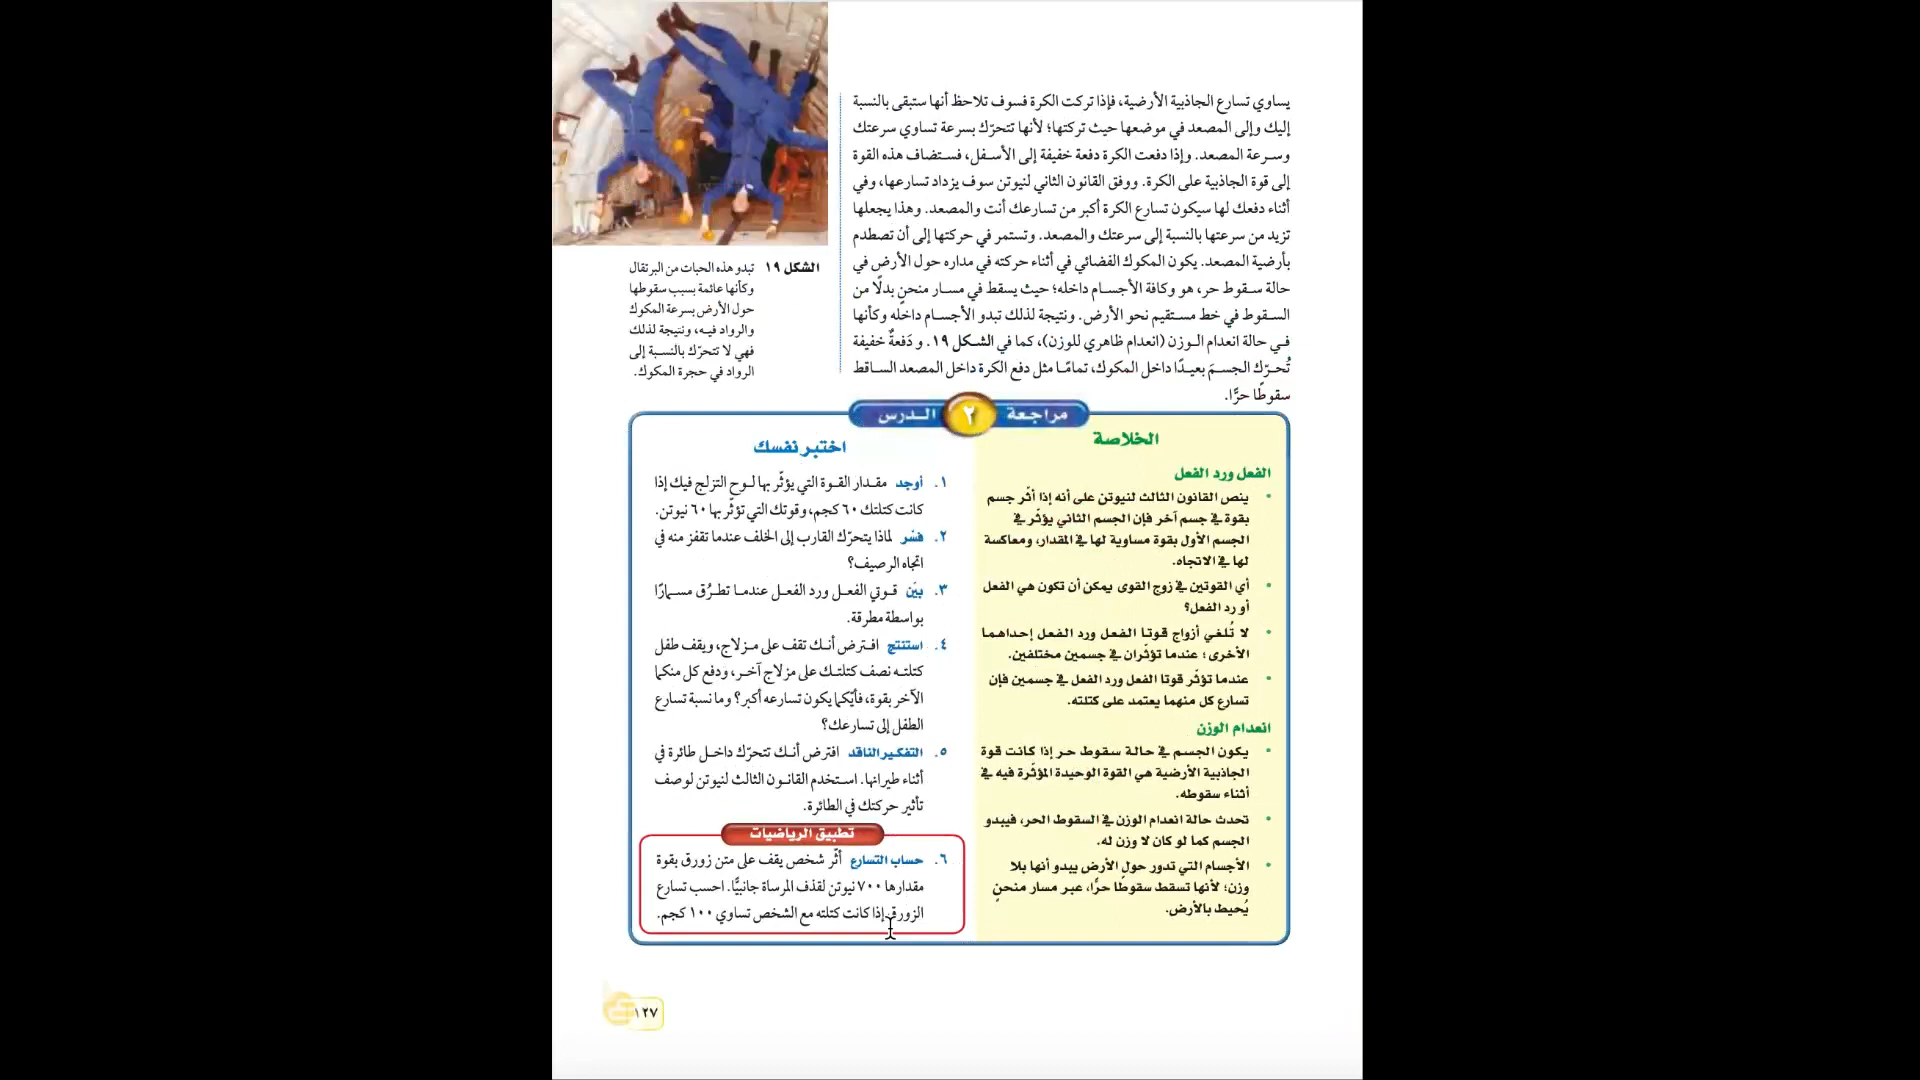 يساوي تسارع الجاذبية الأرضية، فإذا تركت الكرة فسوف تلاحظ أنها ستبقى بالنسبة
إليك وإلى المصعد في موضعها حيث تركتها؛ لأنها تتحرّك بسرعة تساوي سرعتك
وسرعة المصعد. وإذا دفعت الكرة دفعة خفيفة إلى الأسفل، فستضاف هذه القوة
إلى قوة الجاذبية على الكرة. ووفق القانون الثاني لنيوتن سوف يزداد تسارعها، وفي
أثناء دفعك لها سيكون تسارع الكرة أكبر من تسارعك أنت والمصعد. وهذا يجعلها
تزيد من سرعتها بالنسبة إلى سرعتك والمصعد. وتستمر في حركتها إلى أن تصطدم
بأرضية المصعد. يكون المكوك الفضائي في أثناء حركته في مداره حول الأرض في
حالة سقوط حر، هو وكافة الأجسام داخله؛ حيث يسقط في مسار منحنٍ بدلًا من
السقوط في خط مستقيم نحو الأرض. ونتيجة لذلك تبدو الأجسام داخله وكأنها
في حالة انعدام الوزن (انعدام ظاهري للوزن)، كما في الشكل ١٩. و دَفعةٌ خفيفة
تُحرّك الجسمَ بعيدًا داخل المكوك، تمامًا مثل دفع الكرة داخل المصعد الساقط
سقوطًا حرًّا.
الشكل ١٩ تبدو هذه الحبات من البرتقال
وكأنها عائمة بسبب سقوطها
حول الأرض بسرعة المكوك
والرواد فيه، ونتيجة لذلك
فهي لا تتحرّك بالنسبة إلى
الرواد في حجرة المكوك.
مراجعة ٢ الدرس
الخلاصة
الفعل ورد الفعل
• ينص القانون الثالث لنيوتن على أنه إذا أثّر جسم
بقوة في جسم آخر فإن الجسم الثاني يؤثّر في
الجسم الأول بقوة مساوية لها في المقدار، ومعاكسة
لها في الاتجاه.
• أي القوتين في زوج القوى يمكن أن تكون هي الفعل
أو رد الفعل؟
• لا تُلغي أزواج قوتا الفعل ورد الفعل إحداهما
الأخرى؛ عندما تؤثّران في جسمين مختلفين.
• عندما تؤثّر قوتا الفعل ورد الفعل في جسمين فإن
تسارع كل منهما يعتمد على كتلته.
انعدام الوزن
• يكون الجسم في حالة سقوط حر إذا كانت قوة
الجاذبية الأرضية هي القوة الوحيدة المؤثّرة فيه في
أثناء سقوطه.
• تحدث حالة انعدام الوزن في السقوط الحر، فيبدو
الجسم كما لو كان لا وزن له.
• الأجسام التي تدور حول الأرض يبدو أنها بلا
وزن؛ لأنها تسقط سقوطًا حرًّا، عبر مسار منحنٍ
يُحيط بالأرض.
اختبر نفسك
١. أوجد مقدار القوة التي يؤثّر بها لوح التزلج فيك إذا
كانت كتلتك ٦٠ كجم، وقوتك التي تؤثّر بها ٦٠ نيوتن.
٢. فسّر لماذا يتحرّك القارب إلى الخلف عندما تقفز منه في
اتجاه الرصيف؟
٣. بيّن قوتي الفعل ورد الفعل عندما تطرُق مسمارًا
بواسطة مطرقة.
٤. استنتج افترض أنك تقف على مزلاج، ويقف طفل
كتلته نصف كتلتك على مزلاج آخر، ودفع كل منكما
الآخر بقوة، فأيّكما يكون تسارعه أكبر؟ وما نسبة تسارع
الطفل إلى تسارعك؟
٥. التفكير الناقد افترض أنك تتحرّك داخل طائرة في
أثناء طيرانها. استخدم القانون الثالث لنيوتن لوصف
تأثير حركتك في الطائرة.
تطبيق الرياضيات
٦. حساب التسارع أثّر شخص يقف على متن زورق بقوة
مقدارها ٧٠٠ نيوتن لقذف المرساة جانبيًّا. احسب تسارع
الزورق إذا كانت كتلته مع الشخص تساوي ١٠٠ كجم.
١٢٧